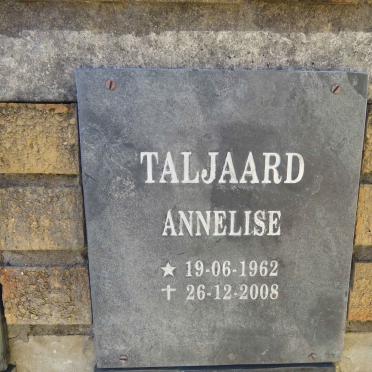 TALJAARD
ANNELISE
★ 19-06-1962
✝ 26-12-2008